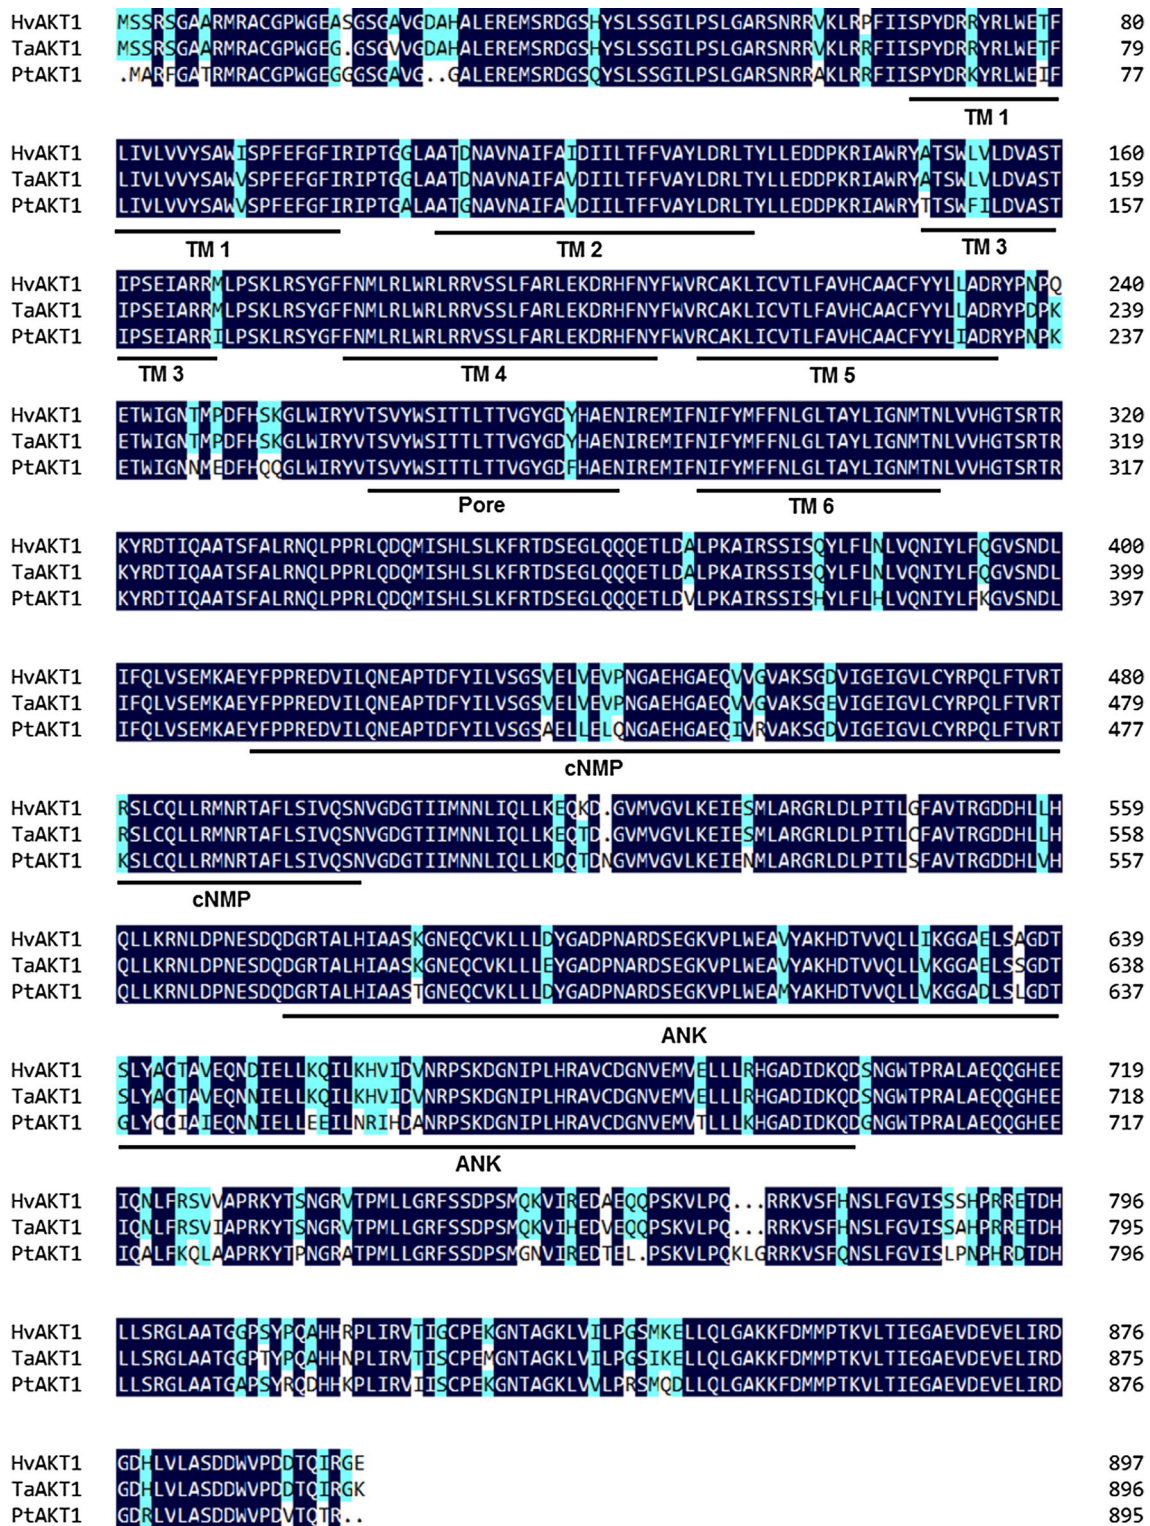 HvAKT1 MSSRSGAARMRACGPWGEASGSGAVGDAHALEREMSRDGSHYSLSSGILPSLGARSNRRVKLRPFIISPYDRRYRLWETF 80
TaAKT1 MSSRSGAARMRACGPWGEG.GSGVVGDAHALEREMSRDGSHYSLSSGILPSLGARSNRRVKLRRFIISPYDRRYRLWETF 79
PtAKT1 .MARFGATRMRACGPWGEGGGSGAVG..GALEREMSRDGSQYSLSSGILPSLGARSNRRAKLRRFIISPYDRKYRLWEIF 77
TM 1
HvAKT1 LIVLVVYSAWISPFEFGFIRIPTGGLAATDNAVNAIFAIDIILTFFVAYLDRLTYLLEDDPKRIAWRYATSWLVLDVAST 160
TaAKT1 LIVLVVYSAWVSPFEFGFIRIPTGGLAATDNAVNAIFAVDIILTFFVAYLDRLTYLLEDDPKRIAWRYATSWLVLDVAST 159
PtAKT1 LIVLVVYSAWVSPFEFGFIRIPTGALAATGNAVNAIFAVDIILTFFVAYLDRLTYLLEDDPKRIAWRYTTSWFILDVAST 157
TM 1 TM 2 TM 3
HvAKT1 IPSEIARRMLPSKLRSYGFFNMLRLWRLRRVSSLFARLEKDRHFNYFWVRCAKLICVTLFAVHCAACFYYLLADRYPNPQ 240
TaAKT1 IPSEIARRMLPSKLRSYGFFNMLRLWRLRRVSSLFARLEKDRHFNYFWVRCAKLICVTLFAVHCAACFYYLLADRYPDPK 239
PtAKT1 IPSEIARRILPSKLRSYGFFNMLRLWRLRRVSSLFARLEKDRHFNYFWVRCAKLICVTLFAVHCAACFYYLIADRYPNPK 237
TM 3 TM 4 TM 5
HvAKT1 ETWIGNTMPDFHSKGLWIRYVTSVYWSITTLTTVGYGDYHAENIREMIFNIFYMFFNLGLTAYLIGNMTNLVVHGTSRTR 320
TaAKT1 ETWIGNTMPDFHSKGLWIRYVTSVYWSITTLTTVGYGDYHAENIREMIFNIFYMFFNLGLTAYLIGNMTNLVVHGTSRTR 319
PtAKT1 ETWIGNNMEDFHQQGLWIRYVTSVYWSITTLTTVGYGDFHAENIREMIFNIFYMFFNLGLTAYLIGNMTNLVVHGTSRTR 317
Pore TM 6
HvAKT1 KYRDTIQAATSFALRNQLPPRLQDQMISHLSLKFRTDSEGLQQQETLDALPKAIRSSISQYLFLNLVQNIYLFQGVSNDL 400
TaAKT1 KYRDTIQAATSFALRNQLPPRLQDQMISHLSLKFRTDSEGLQQQETLDALPKAIRSSISQYLFLNLVQNIYLFQGVSNDL 399
PtAKT1 KYRDTIQAATSFALRNQLPPRLQDQMISHLSLKFRTDSEGLQQQETLDVLPKAIRSSISHYLFLHLVQNIYLFKGVSNDL 397
HvAKT1 IFQLVSEMKAEYFPPREDVILQNEAPTDFYILVSGSVELVEVPNGAEHGAEQVVGVAKSGDVIGEIGVLCYRPQLFTVRT 480
TaAKT1 IFQLVSEMKAEYFPPREDVILQNEAPTDFYILVSGSVELVEVPNGAEHGAEQVVGVAKSGEVIGEIGVLCYRPQLFTVRT 479
PtAKT1 IFQLVSEMKAEYFPPREDVILQNEAPTDFYILVSGSAELLELQNGAEHGAEQIVRVAKSGDVIGEIGVLCYRPQLFTVRT 477
cNMP
HvAKT1 RSLCQLLRMNRTAFLSIVQSNVGDGTIIMNNLIQLLKEQKD.GVMVGVLKEIESMLARGRLDLPITLGFAVTRGDDHLLH 559
TaAKT1 RSLCQLLRMNRTAFLSIVQSNVGDGTIIMNNLIQLLKEQTD.GVMVGVLKEIESMLARGRLDLPITLCFAVTRGDDHLLH 558
PtAKT1 KSLCQLLRMNRTAFLSIVQSNVGDGTIIMNNLIQLLKDQTDNGVMVGVLKEIENMLARGRLDLPITLSFAVTRGDDHLVH 557
cNMP
HvAKT1 QLLKRNLDPNESDQDGRTALHIAASKGNEQCVKLLLDYGADPNARDSEGKVPLWEAVYAKHDTVVQLLIKGGAELSAGDT 639
TaAKT1 QLLKRNLDPNESDQDGRTALHIAASKGNEQCVKLLLEYGADPNARDSEGKVPLWEAVYAKHDTVVQLLVKGGAELSSGDT 638
PtAKT1 QLLKRNLDPNESDQDGRTALHIAASTGNEQCVKLLLDYGADPNARDSEGKVPLWEAMYAKHDTVVQLLVKGGADLSLGDT 637
ANK
HvAKT1 SLYACTAVEQNDIELLKQILKHVIDVNRPSKDGNIPLHRAVCDGNVEMVELLLRHGADIDKQDSNGWTPRALAEQQGHEE 719
TaAKT1 SLYACTAVEQNNIELLKQILKHVIDVNRPSKDGNIPLHRAVCDGNVEMVELLLRHGADIDKQDSNGWTPRALAEQQGHEE 718
PtAKT1 GLYCCIAIEQNNIELLEEILNRIHDANRPSKDGNIPLHRAVCDGNVEMVTLLLKHGADIDKQDGNGWTPRALAEQQGHEE 717
ANK
HvAKT1 IQNLFRSVVAPRKYTSNGRVTPMLLGRFSSDPSMQKVIREDAEQQPSKVLPQ...RRKVSFHNSLFGVISSSHPRRETDH 796
TaAKT1 IQNLFRSVIAPRKYTSNGRVTPMLLGRFSSDPSMQKVIHEDVEQQPSKVLPQ...RRKVSFHNSLFGVISSAHPRRETDH 795
PtAKT1 IQALFKQLAAPRKYTPNGRATPMLLGRFSSDPSMGNVIREDTEL.PSKVLPQKLGRRKVSFQNSLFGVISLPNPHRDTDH 796
HvAKT1 LLSRGLAATGGPSYPQAHHRPLIRVTIGCPEKGNTAGKLVILPGSMKELLQLGAKKFDMMPTKVLTIEGAEVDEVELIRD 876
TaAKT1 LLSRGLAATGGPTYPQAHHNPLIRVTISCPEMGNTAGKLVILPGSIKELLQLGAKKFDMMPTKVLTIEGAEVDEVELIRD 875
PtAKT1 LLSRGLAATGAPSYRQDHHKPLIRVIISCPEKGNTAGKLVVLPRSMQDLLQLGAKKFDMMPTKVLTIEGAEVDEVELIRD 876
HvAKT1 GDHLVLASDDWVPDDTQIRGE 897
TaAKT1 GDHLVLASDDWVPDDTQIRGK 896
PtAKT1 GDRLVLASDDWVPDVTQTR.. 895